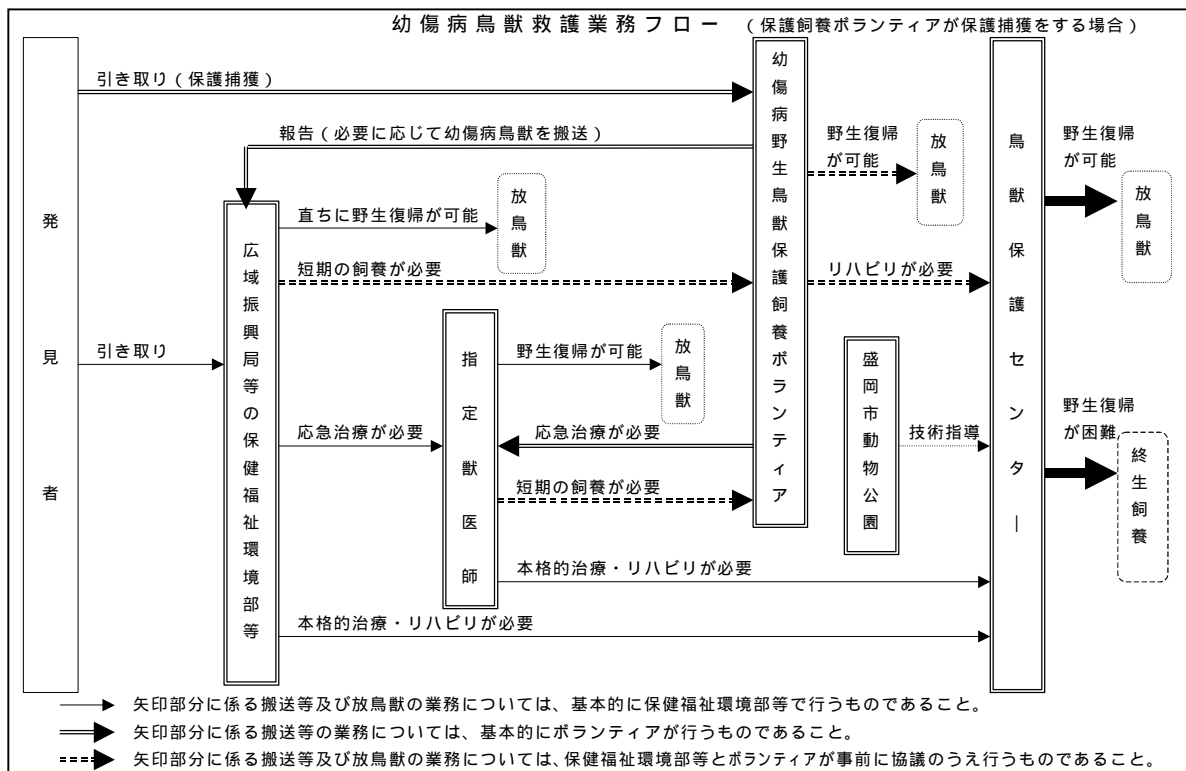 幼傷病鳥獣救護業務フロー （保護飼養ボランティアが保護捕獲をする場合）
発見者
引き取り（保護捕獲）
報告（必要に応じて幼傷病鳥獣を搬送）
幼傷病野生鳥獣保護飼養ボランティア
野生復帰
が可能
放鳥獣
鳥獣保護センター
野生復帰
が可能
放鳥獣
広域振興局等の保健福祉環境部等
直ちに野生復帰が可能
放鳥獣
短期の飼養が必要
リハビリが必要
引き取り
指定獣医師
野生復帰が可能
放鳥獣
盛岡市動物公園
技術指導
応急治療が必要
応急治療が必要
短期の飼養が必要
野生復帰
が困難
終生飼養
本格的治療・リハビリが必要
本格的治療・リハビリが必要
矢印部分に係る搬送等及び放鳥獣の業務については、基本的に保健福祉環境部等で行うものであること。
矢印部分に係る搬送等の業務については、基本的にボランティアが行うものであること。
矢印部分に係る搬送等及び放鳥獣の業務については、保健福祉環境部等とボランティアが事前に協議のうえ行うものであること。